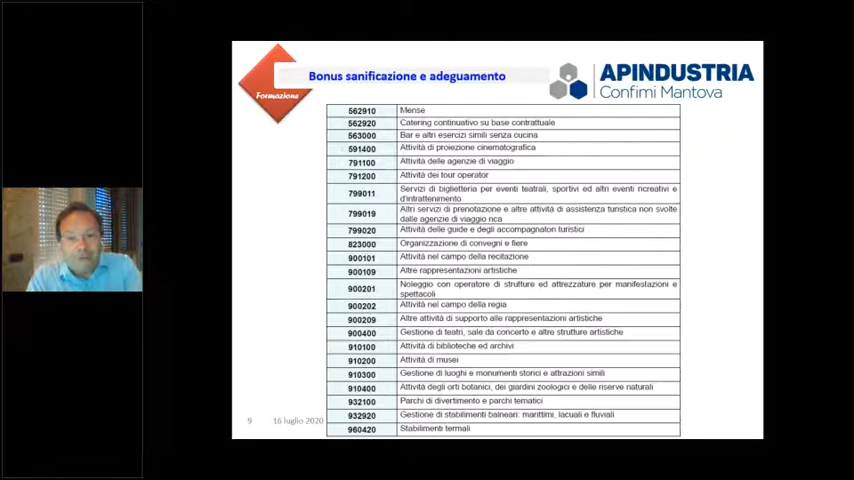 Bonus sanificazione e adeguamento
Formazione
APINDUSTRIA
Confimi Mantova
562910 Mense
562920 Catering continuativo su base contrattuale
563000 Bar e altri esercizi simili senza cucina
591400 Attività di proiezione cinematografica
791100 Attività delle agenzie di viaggio
791200 Attività dei tour operator
799011 Servizi di biglietteria per eventi teatrali, sportivi ed altri eventi ricreativi e
d'intrattenimento
799019 Altri servizi di prenotazione e altre attività di assistenza turistica non svolte
dalle agenzie di viaggio nca
799020 Attività delle guide e degli accompagnatori turistici
823000 Organizzazione di convegni e fiere
900101 Attività nel campo della recitazione
900109 Altre rappresentazioni artistiche
900201 Noleggio con operatore di strutture ed attrezzature per manifestazioni e
spettacoli
900202 Attività nel campo della regia
900209 Altre attività di supporto alle rappresentazioni artistiche
900400 Gestione di teatri, sale da concerto e altre strutture artistiche
910100 Attività di biblioteche ed archivi
910200 Attività di musei
910300 Gestione di luoghi e monumenti storici e attrazioni simili
910400 Attività degli orti botanici, dei giardini zoologici e delle riserve naturali
932100 Parchi di divertimento e parchi tematici
932920 Gestione di stabilimenti balneari: marittimi, lacuali e fluviali
960420 Stabilimenti termali
9 16 luglio 2020